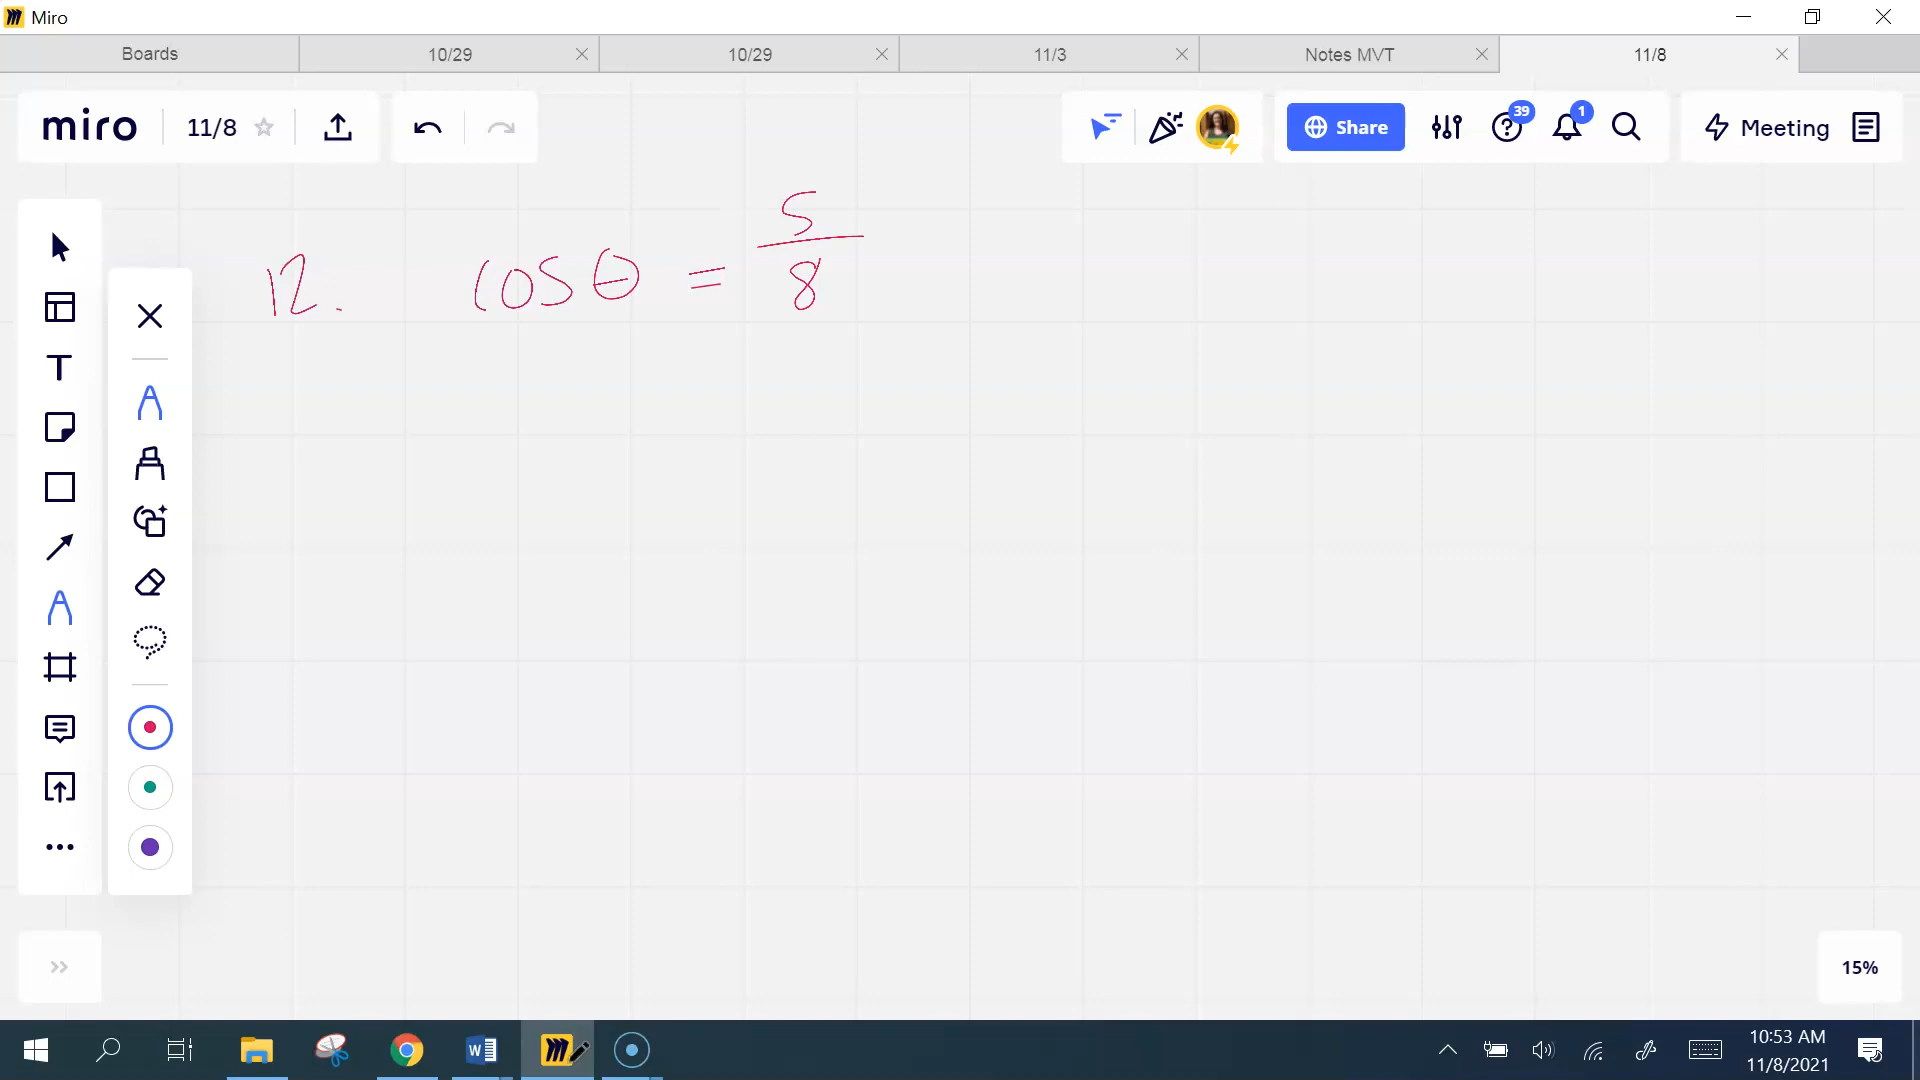 Miro
Boards 10/29 10/29 11/3 Notes MVT 11/8
miro 11/8 Share 39 1 Meeting
12. cos θ = 5/8
15%
10:53 AM
11/8/2021